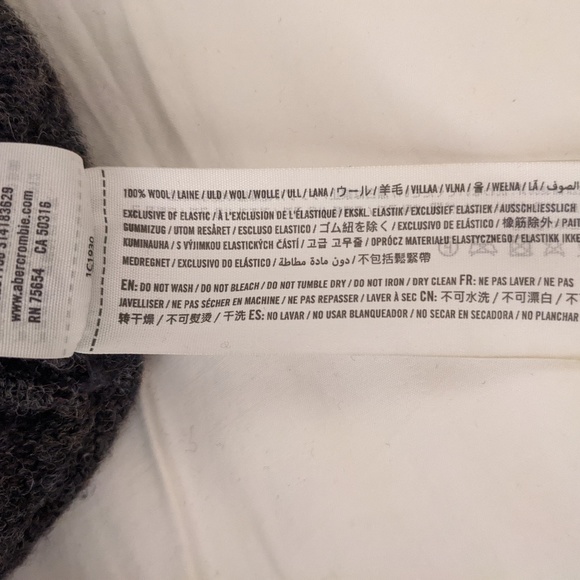 100% WOOL / LAINE / ULD / WOL / WOLLE / ULL / LANA / ウール / 羊毛 / VILLAA / VLNA / 울 / WEŁNA / LÃ / الصوف
EXCLUSIVE OF ELASTIC / À L'EXCLUSION DE L'ÉLASTIQUE / EKSKL. ELASTIK / EXCLUSIEF ELASTIEK / AUSSCHLIESSLICH
GUMMIZUG / UTOM RESÅRET / ESCLUSO ELASTICO / ゴム紐を除く / EXCLUSIVO DE ELÁSTICO / 橡筋除外 /
KUMINAUHA / S VÝJIMKOU ELASTICKÝCH ČÁSTÍ / 고급 고무줄 / OPRÓCZ MATERIAŁU ELASTYCZNEGO / ELASTIKK IKKE
MEDREGNET / EXCLUSIVO DO ELÁSTICO / دون مادة مطاطية / 不包括鬆緊帶
EN: DO NOT WASH / DO NOT BLEACH / DO NOT TUMBLE DRY / DO NOT IRON / DRY CLEAN FR: NE PAS LAVER / NE PAS
JAVELLISER / NE PAS SÉCHER EN MACHINE / NE PAS REPASSER / LAVER À SEC CN: 不可水洗 / 不可漂白 /
转干燥 / 不可熨烫 / 干洗 ES: NO LAVAR / NO USAR BLANQUEADOR / NO SECAR EN SECADORA / NO PLANCHAR
1C1930
314183629
www.abercrombie.com
RN 75654 CA 50316